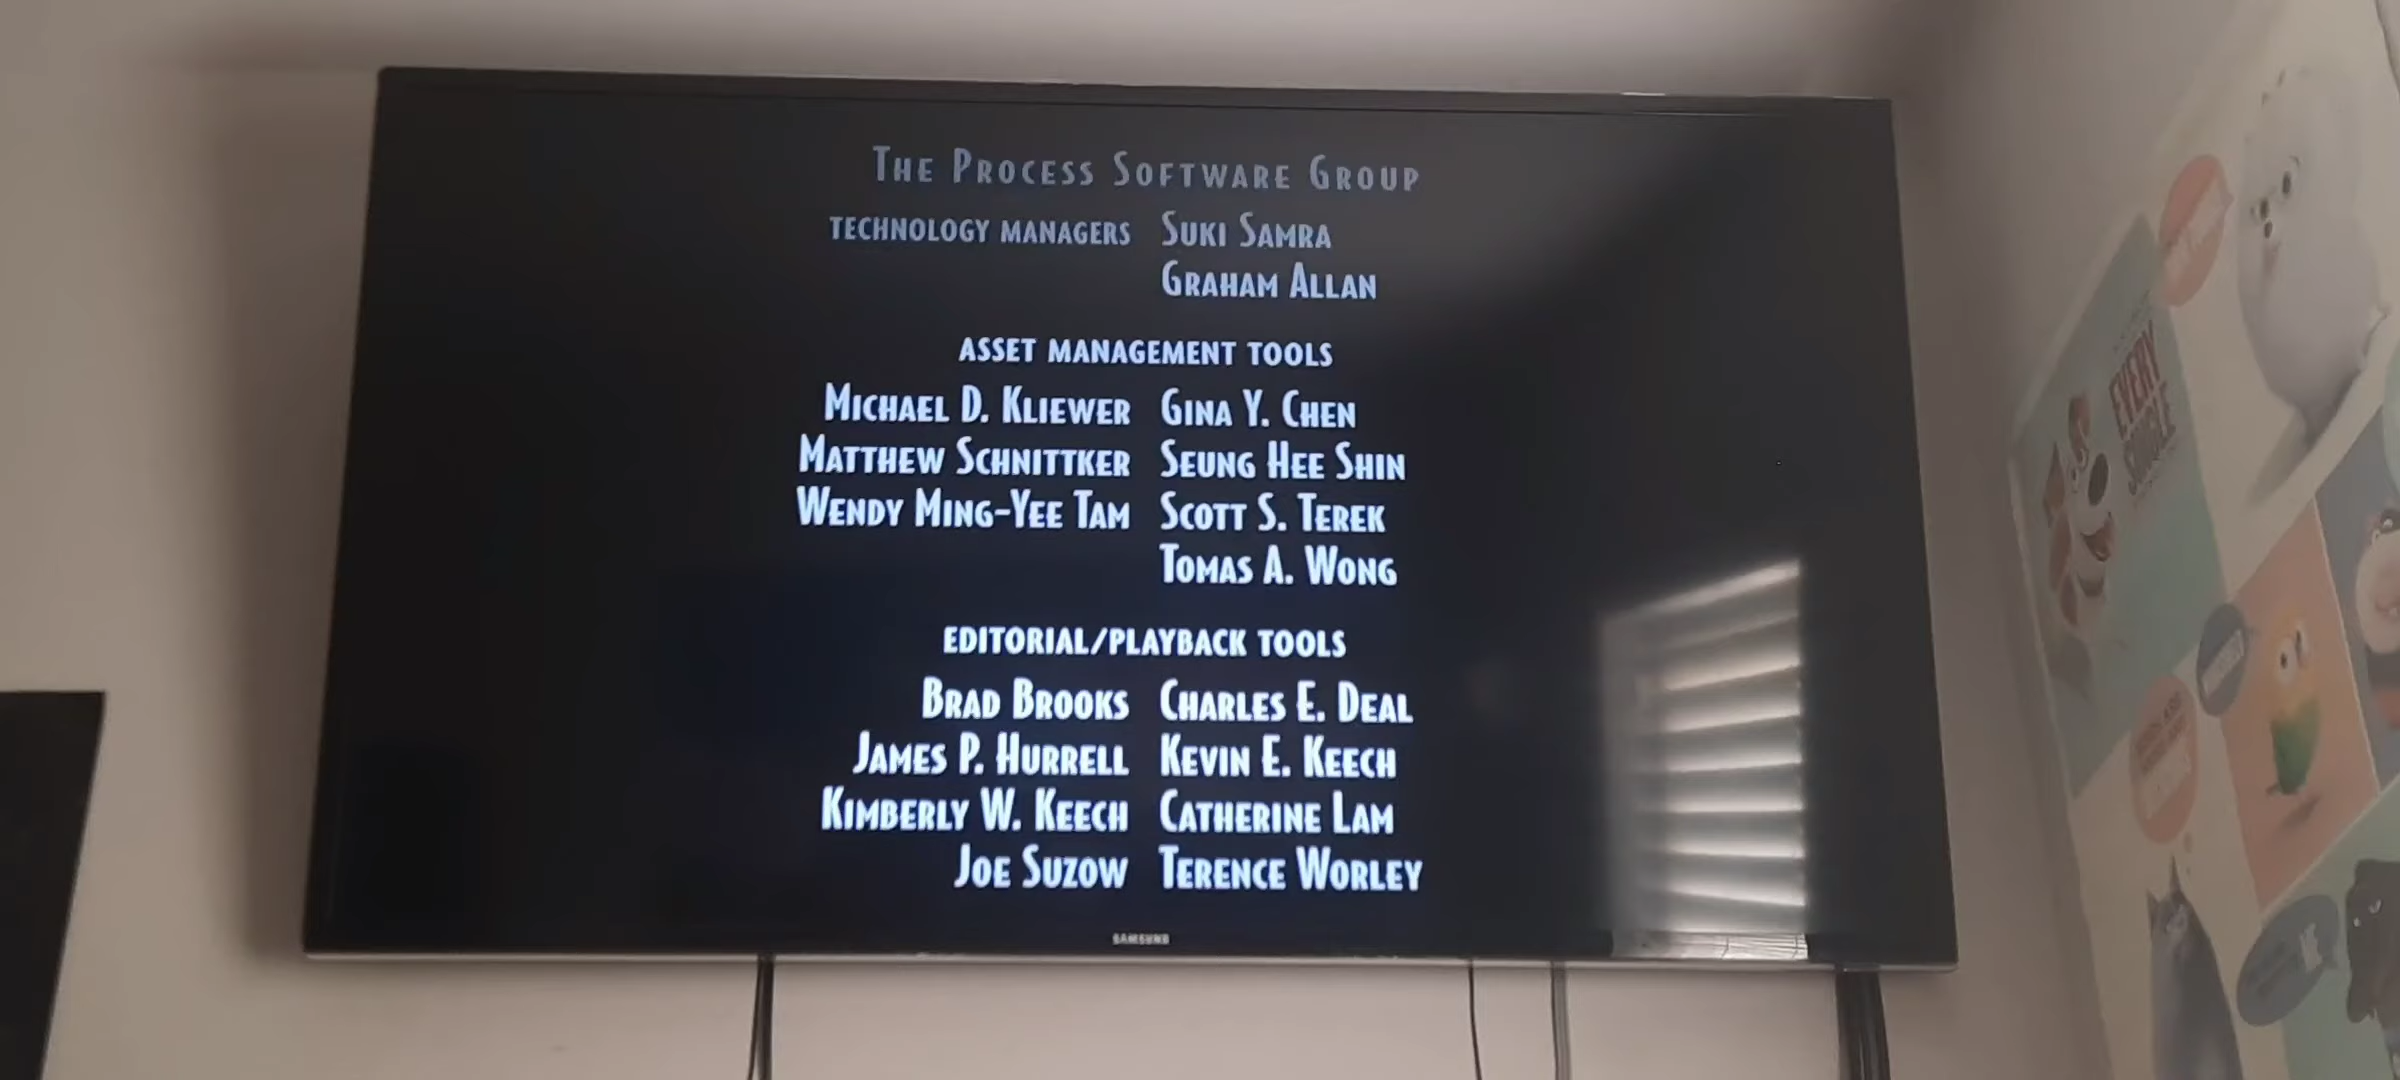 The Process Software Group
TECHNOLOGY MANAGERS Suki Samra
Graham Allan
ASSET MANAGEMENT TOOLS
Michael D. Kliewer Gina Y. Chen
Matthew Schnittker Seung Hee Shin
Wendy Ming-Yee Tam Scott S. Terek
Tomas A. Wong
EDITORIAL/PLAYBACK TOOLS
Brad Brooks Charles E. Deal
James P. Hurrell Kevin E. Keech
Kimberly W. Keech Catherine Lam
Joe Suzow Terence Worley
SAMSUNG
EVERY
SINGLE